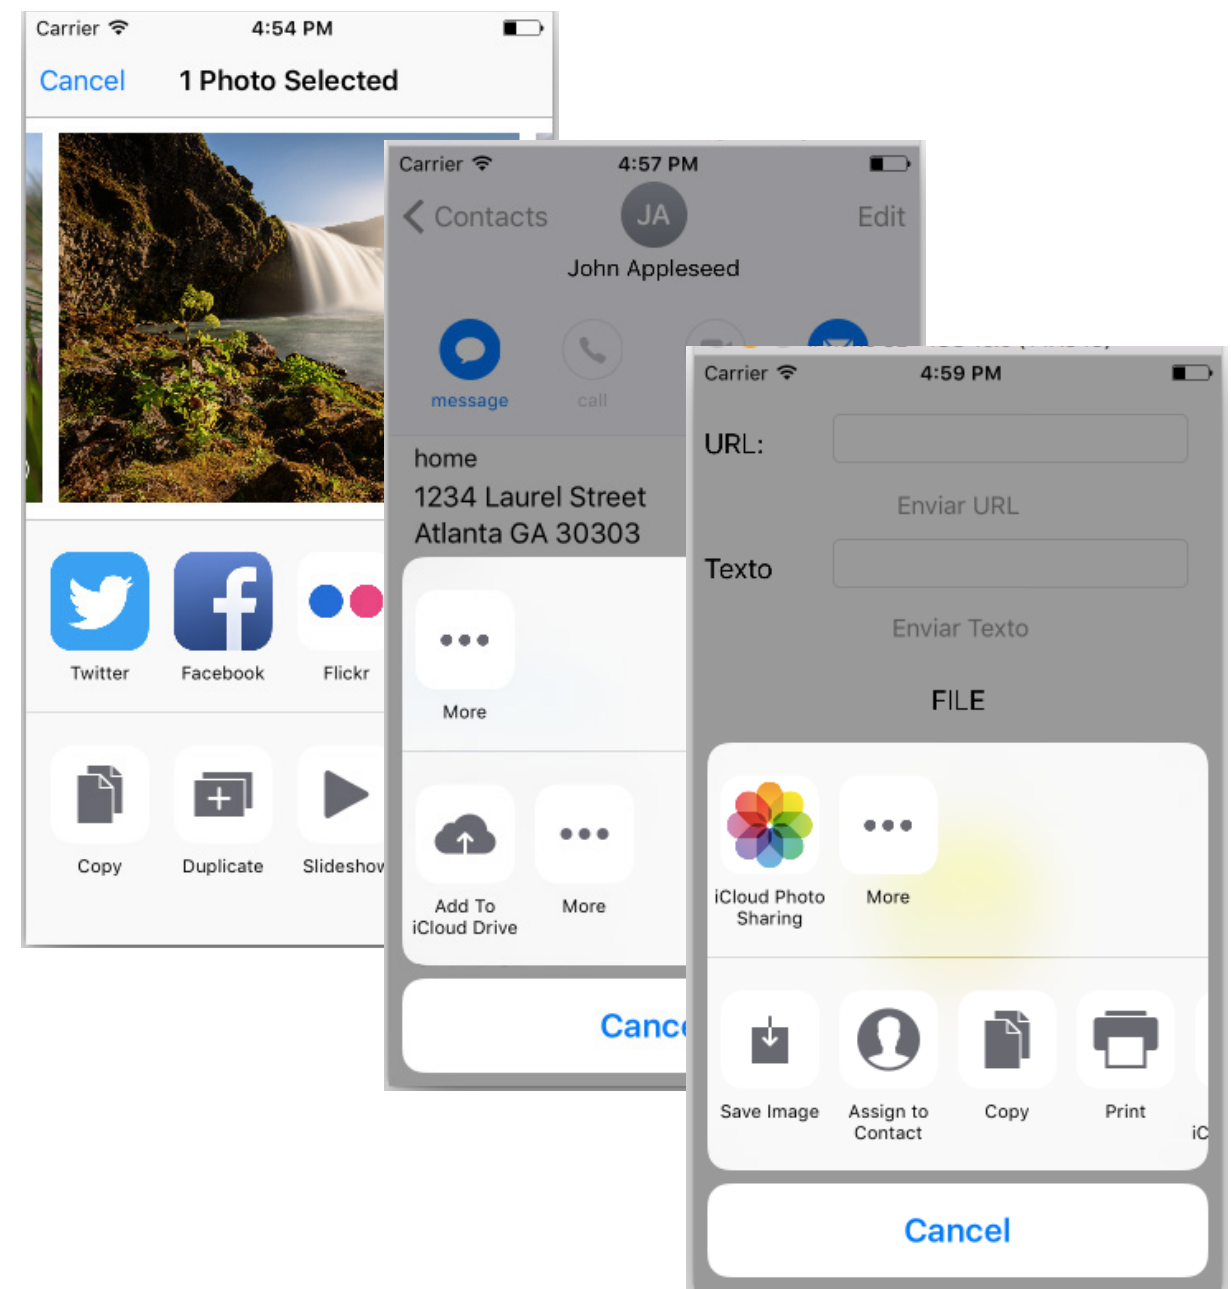 Carrier 4:54 PM
Cancel 1 Photo Selected
Twitter Facebook Flickr
Copy Duplicate Slideshow
Carrier 4:57 PM
Contacts JA Edit
John Appleseed
message call
home
1234 Laurel Street
Atlanta GA 30303
More
Add To
iCloud Drive
More
Cance
Carrier 4:59 PM
URL:
Enviar URL
Texto
Enviar Texto
FILE
iCloud Photo
Sharing
More
Save Image
Assign to
Contact
Copy
Print
iC
Cancel